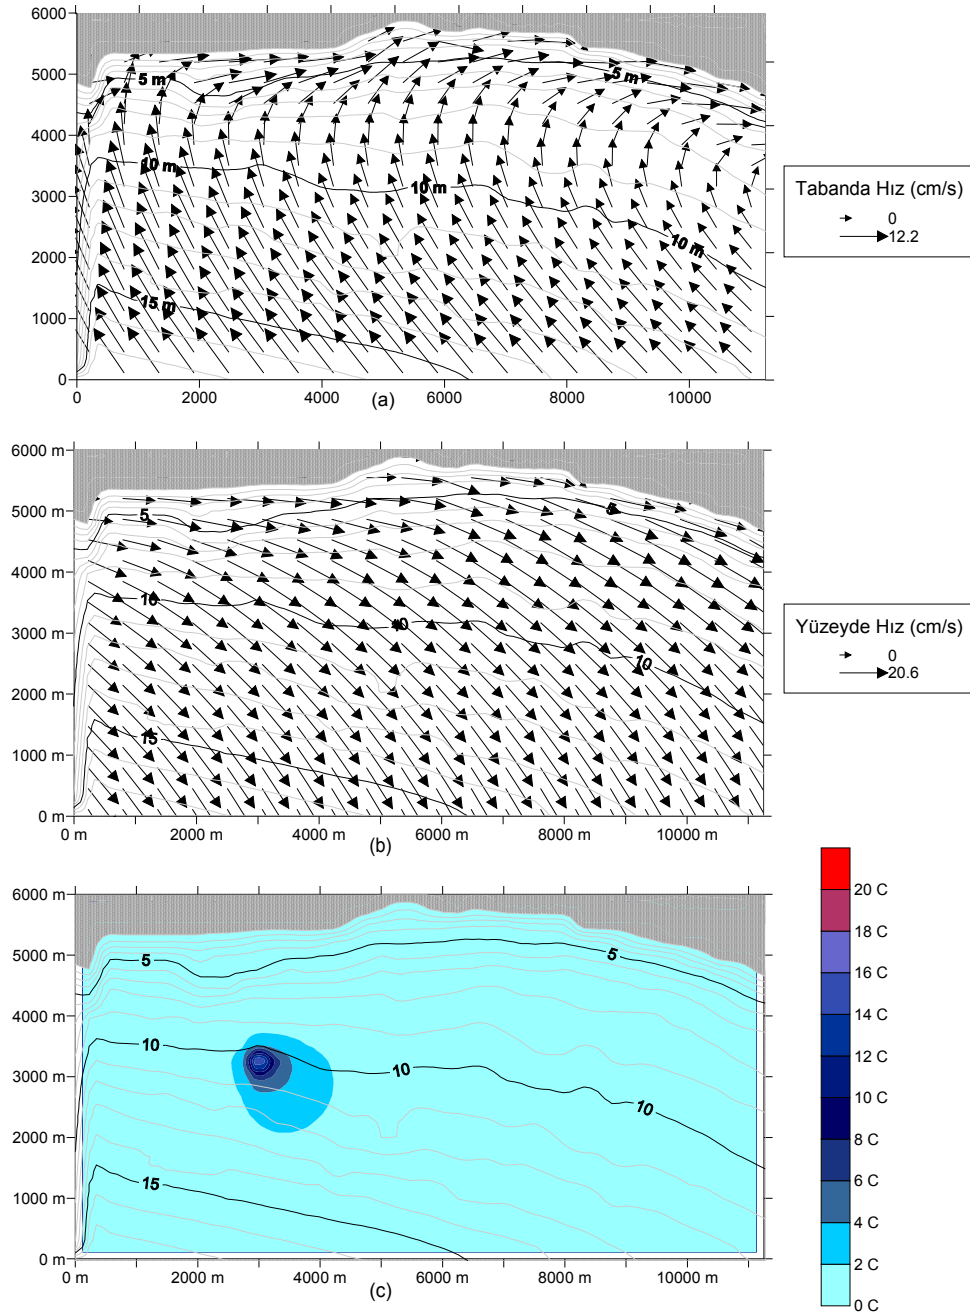 6000
5000
4000
3000
2000
1000
0
5 m
5 m
10 m
10 m
10 m
15 m
0
2000
4000
6000
8000
10000
(a)
Tabanda Hız (cm/s)
0
12.2
6000 m
5000 m
4000 m
3000 m
2000 m
1000 m
0 m
5
5
10
10
10
15
0 m
2000 m
4000 m
6000 m
8000 m
10000 m
(b)
Yüzeyde Hız (cm/s)
0
20.6
6000 m
5000 m
4000 m
3000 m
2000 m
1000 m
0 m
5
5
10
10
10
15
0 m
2000 m
4000 m
6000 m
8000 m
10000 m
(c)
20 C
18 C
16 C
14 C
12 C
10 C
8 C
6 C
4 C
2 C
0 C